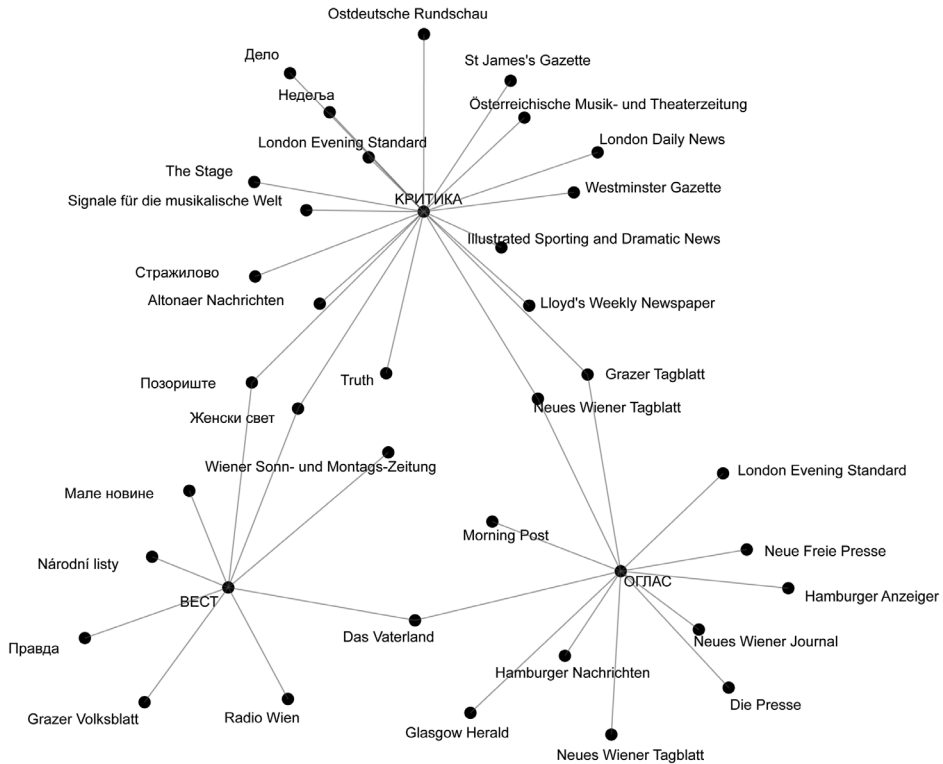 Ostdeutsche Rundschau
Дело
St James's Gazette
Недеља
Österreichische Musik- und Theaterzeitung
London Evening Standard
London Daily News
The Stage
Westminster Gazette
Signale für die musikalische Welt
КРИТИКА
Illustrated Sporting and Dramatic News
Стражилово
Altonaer Nachrichten
Lloyd's Weekly Newspaper
Позориште
Truth
Grazer Tagblatt
Женски свет
Neues Wiener Tagblatt
Wiener Sonn- und Montags-Zeitung
London Evening Standard
Мале новине
Morning Post
Neue Freie Presse
Národní listy
ОГЛАС
ВЕСТ
Hamburger Anzeiger
Das Vaterland
Neues Wiener Journal
Правда
Hamburger Nachrichten
Die Presse
Grazer Volksblatt
Radio Wien
Glasgow Herald
Neues Wiener Tagblatt